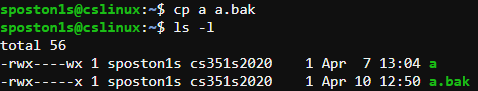 sposton1s@cslinux:~$ cp a a.bak
sposton1s@cslinux:~$ ls -l
total 56
-rwx----wx 1 sposton1s cs351s2020    1 Apr  7 13:04 a
-rwx-----x 1 sposton1s cs351s2020    1 Apr 10 12:50 a.bak